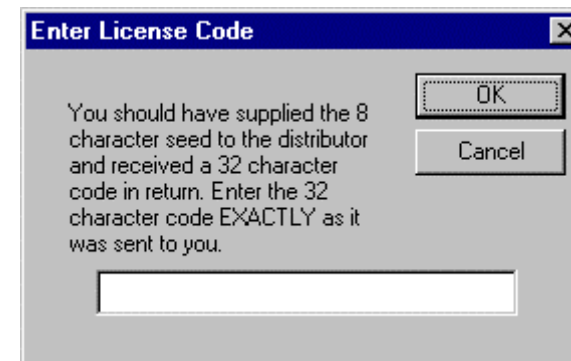 Enter License Code
You should have supplied the 8
character seed to the distributor
and received a 32 character
code in return. Enter the 32
character code EXACTLY as it
was sent to you.
OK
Cancel